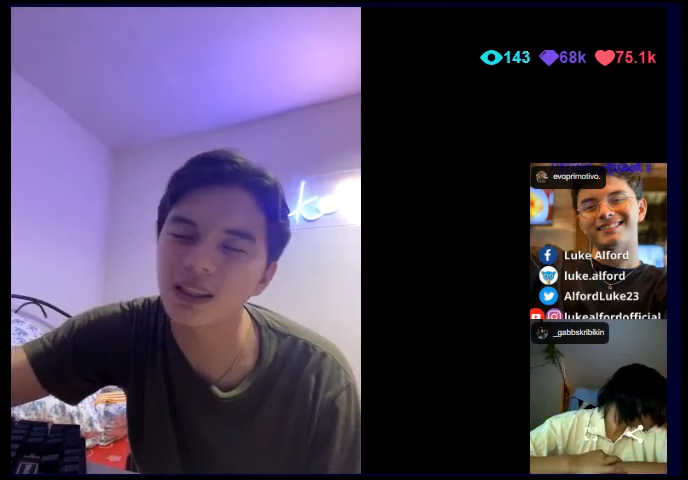 143 68k 75.1k
evoprimotivo.
Luke Alford
luke.alford
AlfordLuke23
lukealfordofficial
_gabbskribikin